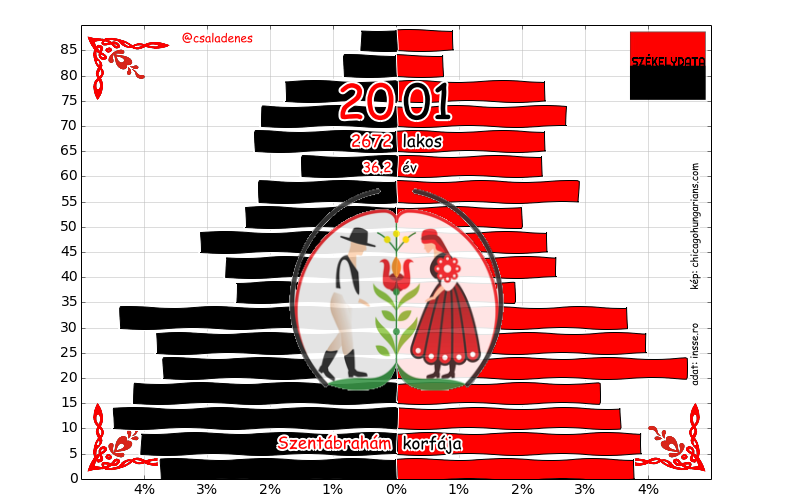 @csaladenes
SZÉKELYDATA
2001
2672 lakos
36.2 év
kép: chicagohungarians.com
adat: insse.ro
Szentábrahám korfája
85
80
75
70
65
60
55
50
45
40
35
30
25
20
15
10
5
0
4% 3% 2% 1% 0% 1% 2% 3% 4%